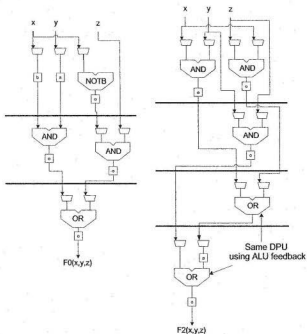 x y z
x y z
NOTB
AND AND
AND
AND
AND
OR
OR
Same DPU
using ALU feedback
OR
F0(x,y,z)
F2(x,y,z)